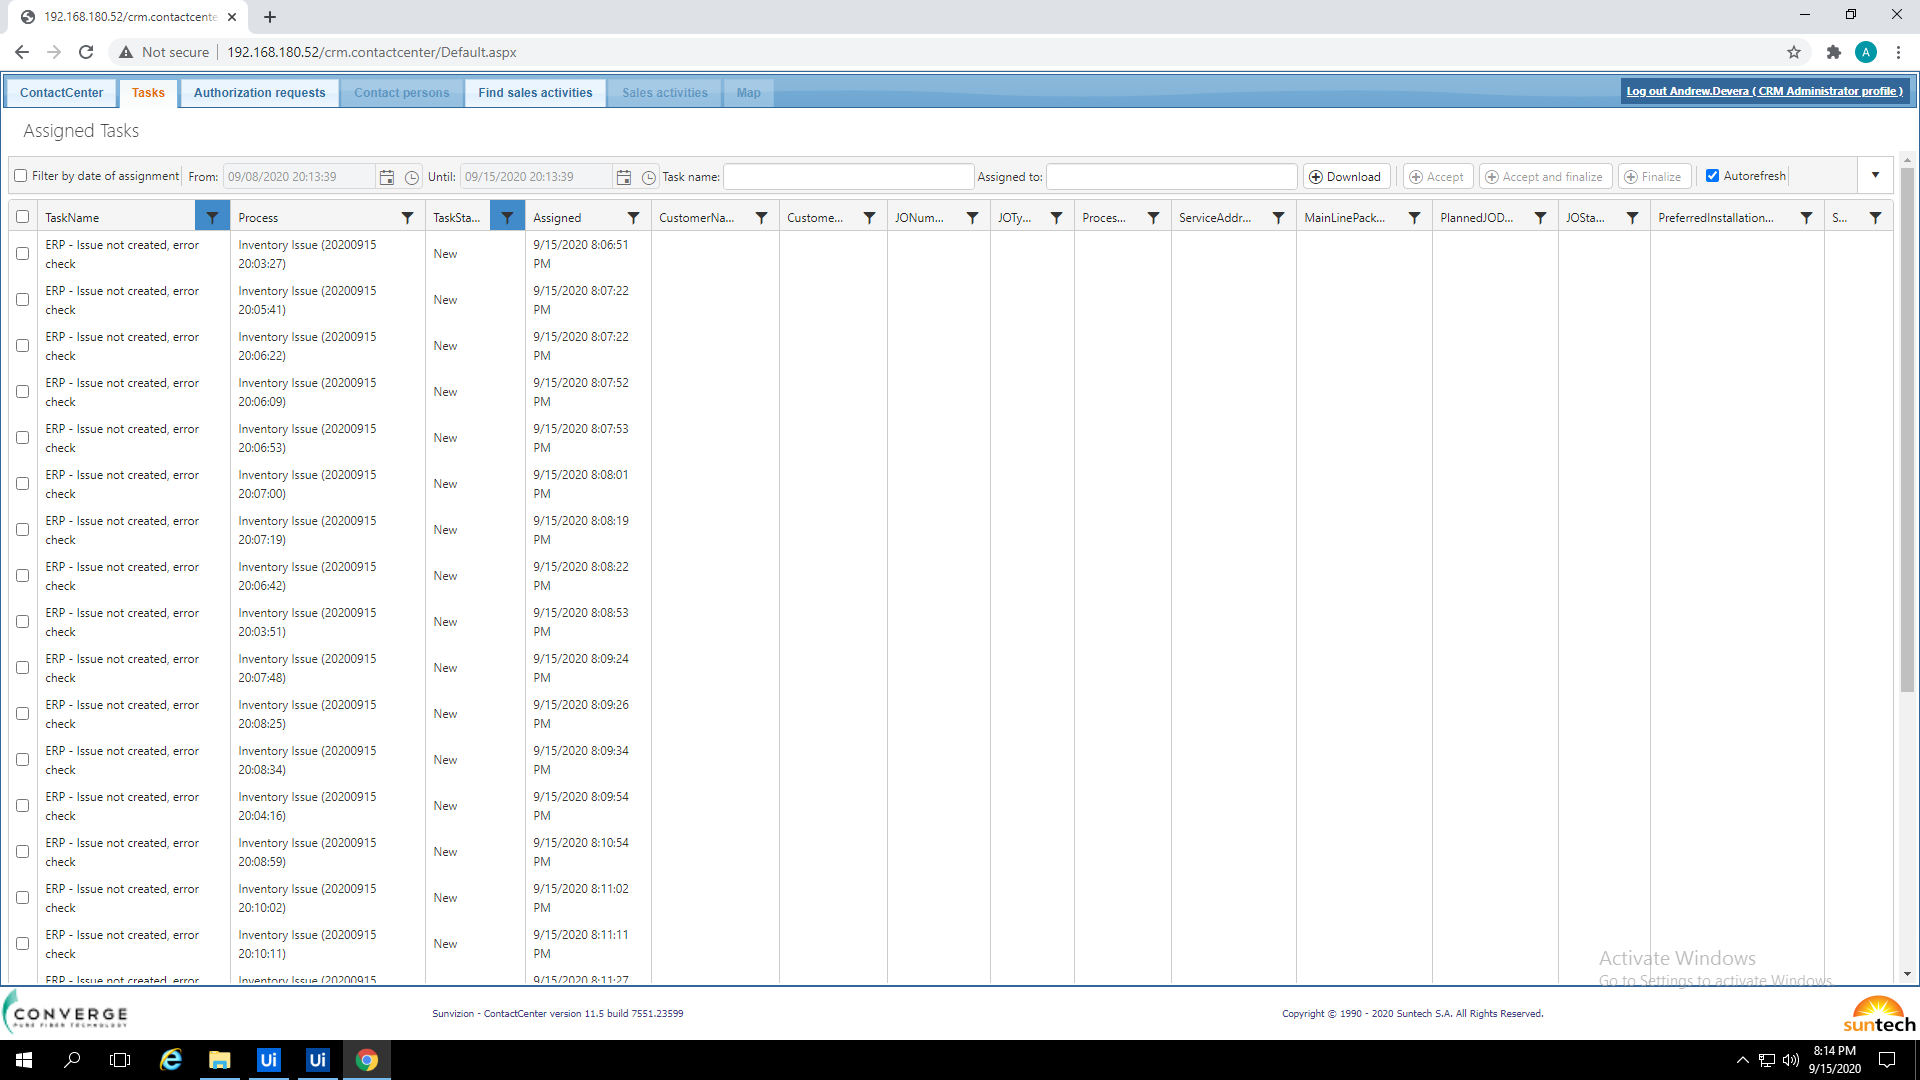 192.168.180.52/crm.contactcente
Not secure
192.168.180.52/crm.contactcenter/Default.aspx
A
ContactCenter
Tasks
Authorization requests
Contact persons
Find sales activities
Sales activities
Map
Log out Andrew.Devera ( CRM Administrator profile )
Assigned Tasks
Filter by date of assignment From: 09/08/2020 20:13:39 Until: 09/15/2020 20:13:39 Task name: Assigned to: Download Accept Accept and finalize Finalize Autorefresh
TaskName Process TaskSta... Assigned CustomerNa... Custome... JONum... JOTy... Proces... ServiceAddr... MainLinePack... PlannedJOD... JOSta... PreferredInstallation... S...
ERP - Issue not created, error check Inventory Issue (20200915 20:03:27) New 9/15/2020 8:06:51 PM
ERP - Issue not created, error check Inventory Issue (20200915 20:05:41) New 9/15/2020 8:07:22 PM
ERP - Issue not created, error check Inventory Issue (20200915 20:06:22) New 9/15/2020 8:07:22 PM
ERP - Issue not created, error check Inventory Issue (20200915 20:06:09) New 9/15/2020 8:07:52 PM
ERP - Issue not created, error check Inventory Issue (20200915 20:06:53) New 9/15/2020 8:07:53 PM
ERP - Issue not created, error check Inventory Issue (20200915 20:07:00) New 9/15/2020 8:08:01 PM
ERP - Issue not created, error check Inventory Issue (20200915 20:07:19) New 9/15/2020 8:08:19 PM
ERP - Issue not created, error check Inventory Issue (20200915 20:06:42) New 9/15/2020 8:08:22 PM
ERP - Issue not created, error check Inventory Issue (20200915 20:03:51) New 9/15/2020 8:08:53 PM
ERP - Issue not created, error check Inventory Issue (20200915 20:07:48) New 9/15/2020 8:09:24 PM
ERP - Issue not created, error check Inventory Issue (20200915 20:08:25) New 9/15/2020 8:09:26 PM
ERP - Issue not created, error check Inventory Issue (20200915 20:08:34) New 9/15/2020 8:09:34 PM
ERP - Issue not created, error check Inventory Issue (20200915 20:04:16) New 9/15/2020 8:09:54 PM
ERP - Issue not created, error check Inventory Issue (20200915 20:08:59) New 9/15/2020 8:10:54 PM
ERP - Issue not created, error check Inventory Issue (20200915 20:10:02) New 9/15/2020 8:11:02 PM
ERP - Issue not created, error check Inventory Issue (20200915 20:10:11) New 9/15/2020 8:11:11 PM
ERP - Issue not created, error Inventory Issue (20200915 9/15/2020 8:11:27
Activate Windows
Go to Settings to activate Windows.
CONVERGE
PURE FIBER TECHNOLOGY
Sunvizion - ContactCenter version 11.5 build 7551.23599
Copyright © 1990 - 2020 Suntech S.A. All Rights Reserved.
suntech
Ui
Ui
8:14 PM
9/15/2020